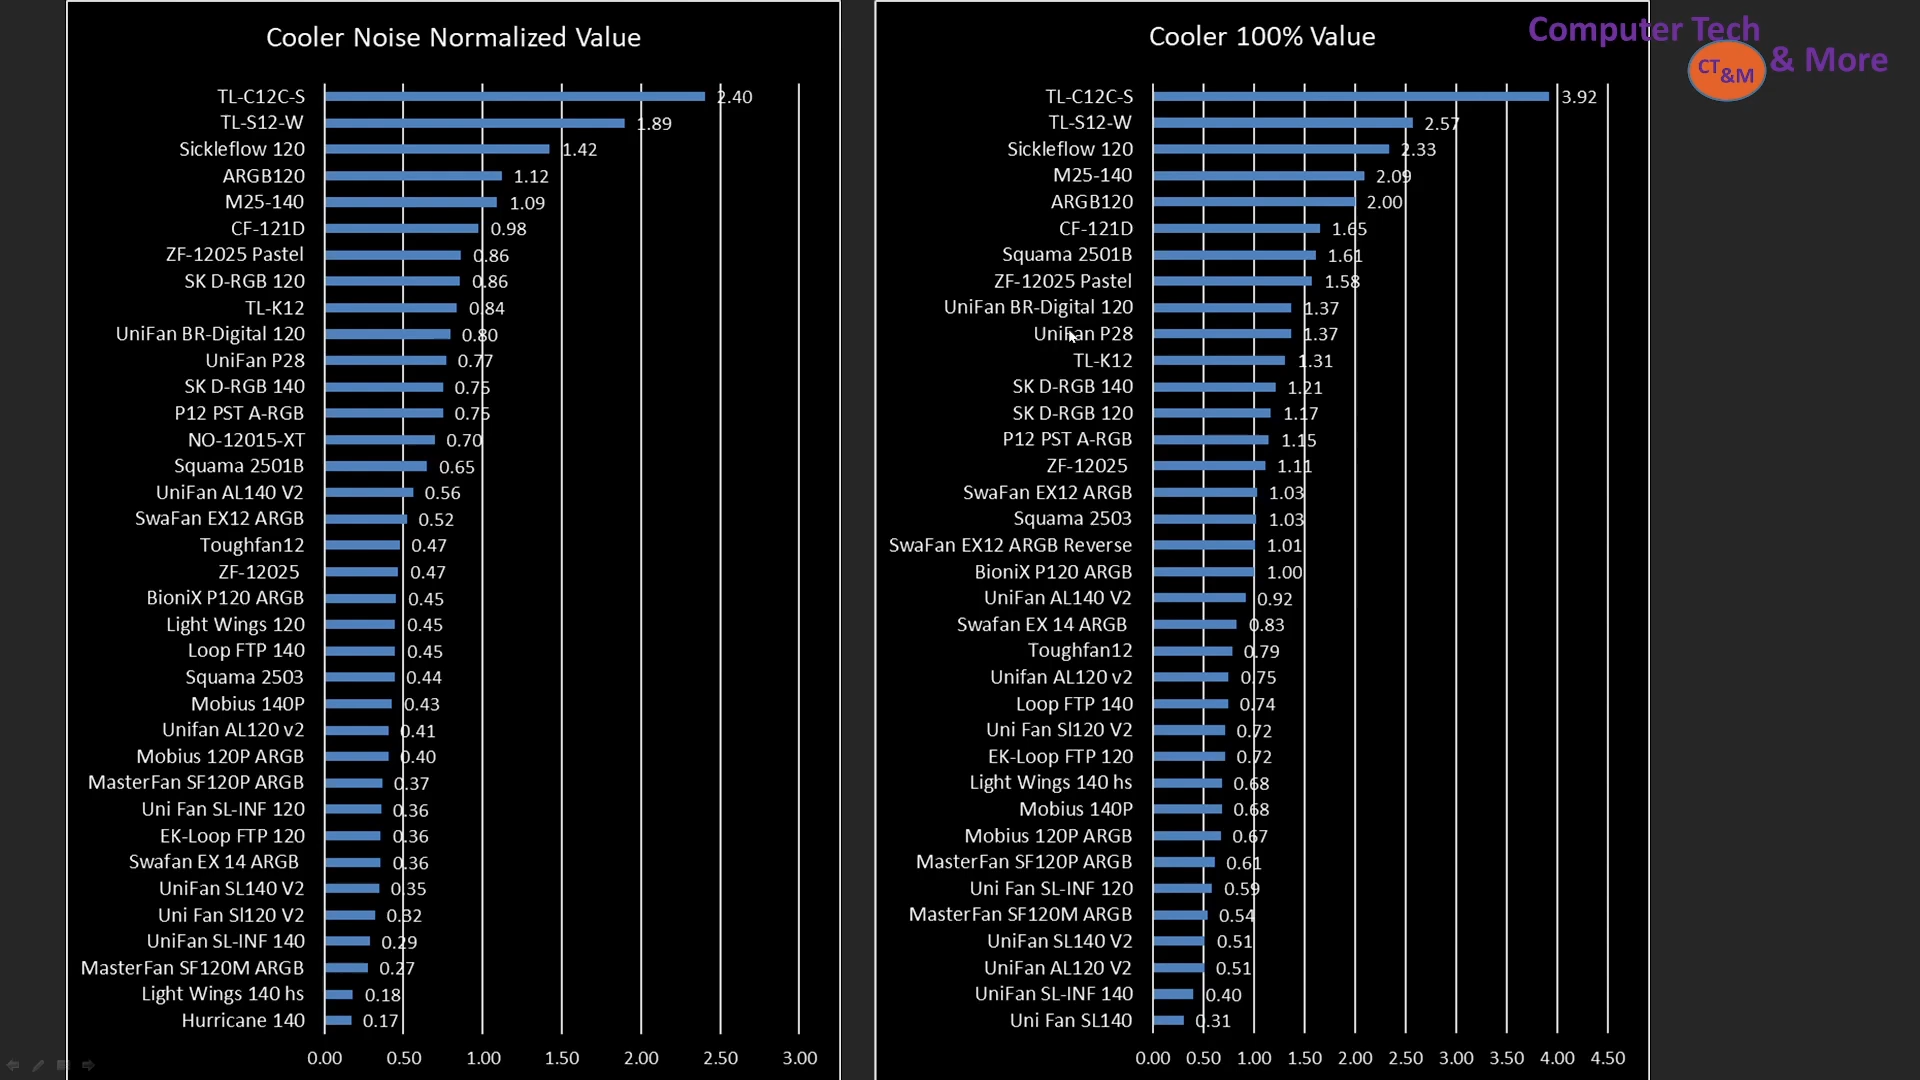 Cooler Noise Normalized Value
TL-C12C-S 2.40
TL-S12-W 1.89
Sickleflow 120 1.42
ARGB120 1.12
M25-140 1.09
CF-121D 0.98
ZF-12025 Pastel 0.86
SK D-RGB 120 0.86
TL-K12 0.84
UniFan BR-Digital 120 0.80
UniFan P28 0.77
SK D-RGB 140 0.75
P12 PST A-RGB 0.75
NO-12015-XT 0.70
Squama 2501B 0.65
UniFan AL140 V2 0.56
SwaFan EX12 ARGB 0.52
Toughfan12 0.47
ZF-12025 0.47
BioniX P120 ARGB 0.45
Light Wings 120 0.45
Loop FTP 140 0.45
Squama 2503 0.44
Mobius 140P 0.43
Unifan AL120 v2 0.41
Mobius 120P ARGB 0.40
MasterFan SF120P ARGB 0.37
Uni Fan SL-INF 120 0.36
EK-Loop FTP 120 0.36
Swafan EX 14 ARGB 0.36
UniFan SL140 V2 0.35
Uni Fan Sl120 V2 0.32
UniFan SL-INF 140 0.29
MasterFan SF120M ARGB 0.27
Light Wings 140 hs 0.18
Hurricane 140 0.17
0.00 0.50 1.00 1.50 2.00 2.50 3.00
Cooler 100% Value
TL-C12C-S 3.92
TL-S12-W 2.57
Sickleflow 120 2.33
M25-140 2.09
ARGB120 2.00
CF-121D 1.65
Squama 2501B 1.61
ZF-12025 Pastel 1.58
UniFan BR-Digital 120 1.37
UniFan P28 1.37
TL-K12 1.31
SK D-RGB 140 1.21
SK D-RGB 120 1.17
P12 PST A-RGB 1.15
ZF-12025 1.11
SwaFan EX12 ARGB 1.03
Squama 2503 1.03
SwaFan EX12 ARGB Reverse 1.01
BioniX P120 ARGB 1.00
UniFan AL140 V2 0.92
Swafan EX 14 ARGB 0.83
Toughfan12 0.79
Unifan AL120 v2 0.75
Loop FTP 140 0.74
Uni Fan Sl120 V2 0.72
EK-Loop FTP 120 0.72
Light Wings 140 hs 0.68
Mobius 140P 0.68
Mobius 120P ARGB 0.67
MasterFan SF120P ARGB 0.61
Uni Fan SL-INF 120 0.59
MasterFan SF120M ARGB 0.54
UniFan SL140 V2 0.51
UniFan AL120 V2 0.51
UniFan SL-INF 140 0.40
Uni Fan SL140 0.31
0.00 0.50 1.00 1.50 2.00 2.50 3.00 3.50 4.00 4.50
Computer Tech
& More
CT
&M